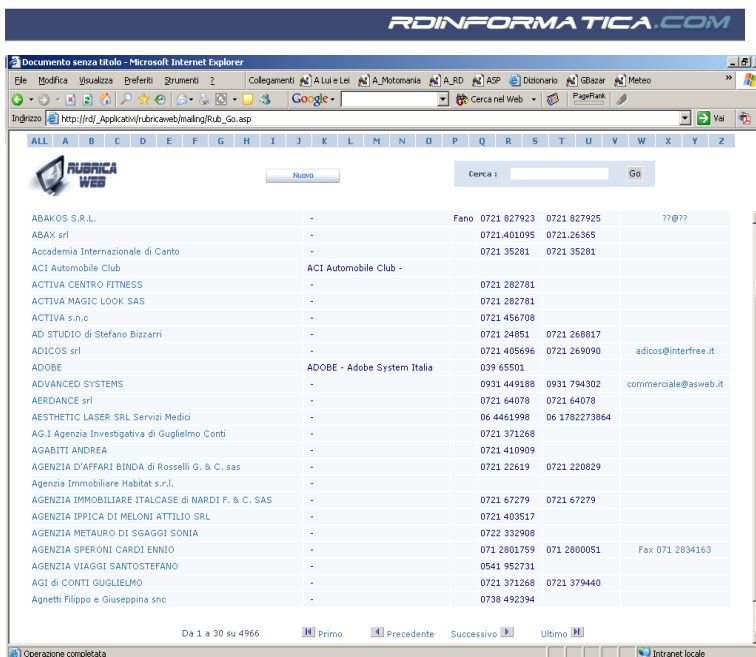 RDINFORMATICA.COM
Documento senza titolo - Microsoft Internet Explorer
File Modifica Visualizza Preferiti Strumenti ? Collegamenti A Lui e Lei A_Motomania A_RD ASP Dizionario GBazar Meteo »
Google - Cerca nel Web PageRank
Indirizzo http://rd/_Applicativi/rubricaweb/mailing/Rub_Go.asp Vai
ALL A B C D E F G H I J K L M N O P Q R S T U V W X Y Z
RUBRICA WEB Nuovo Cerca : Go
ABAKOS S.R.L. - Fano 0721 827923 0721 827925 ??@??
ABAX srl - 0721.401095 0721.26365
Accademia Internazionale di Canto - 0721 35281 0721 35281
ACI Automobile Club ACI Automobile Club -
ACTIVA CENTRO FITNESS - 0721 282781
ACTIVA MAGIC LOOK SAS - 0721 282781
ACTIVA s.n.c - 0721 456708
AD STUDIO di Stefano Bizzarri - 0721 24851 0721 268817
ADICOS srl - 0721 405696 0721 269090 adicos@interfree.it
ADOBE ADOBE - Adobe System Italia 039 65501
ADVANCED SYSTEMS - 0931 449188 0931 794302 commerciale@asweb.it
AERDANCE srl - 0721 64078 0721 64078
AESTHETIC LASER SRL Servizi Medici - 06 4461998 06 1782273864
AG.I Agenzia Investigativa di Guglielmo Conti - 0721 371268
AGABITI ANDREA - 0721 410909
AGENZIA D'AFFARI BINDA di Rosselli G. & C. sas - 0721 22619 0721 220829
Agenzia Immobiliare Habitat s.r.l. -
AGENZIA IMMOBILIARE ITALCASE di NARDI F. & C. SAS - 0721 67279 0721 67279
AGENZIA IPPICA DI MELONI ATTILIO SRL - 0721 403517
AGENZIA METAURO DI SGAGGI SONIA - 0722 332908
AGENZIA SPERONI CARDI ENNIO - 071 2801759 071 2800051 Fax 071 2834163
AGENZIA VIAGGI SANTOSTEFANO - 0541 952731
AGI di CONTI GUGLIELMO - 0721 371268 0721 379440
Agnetti Filippo e Giuseppina snc - 0738 492394
Da 1 a 30 su 4966 Primo Precedente Successivo Ultimo
Operazione completata Intranet locale